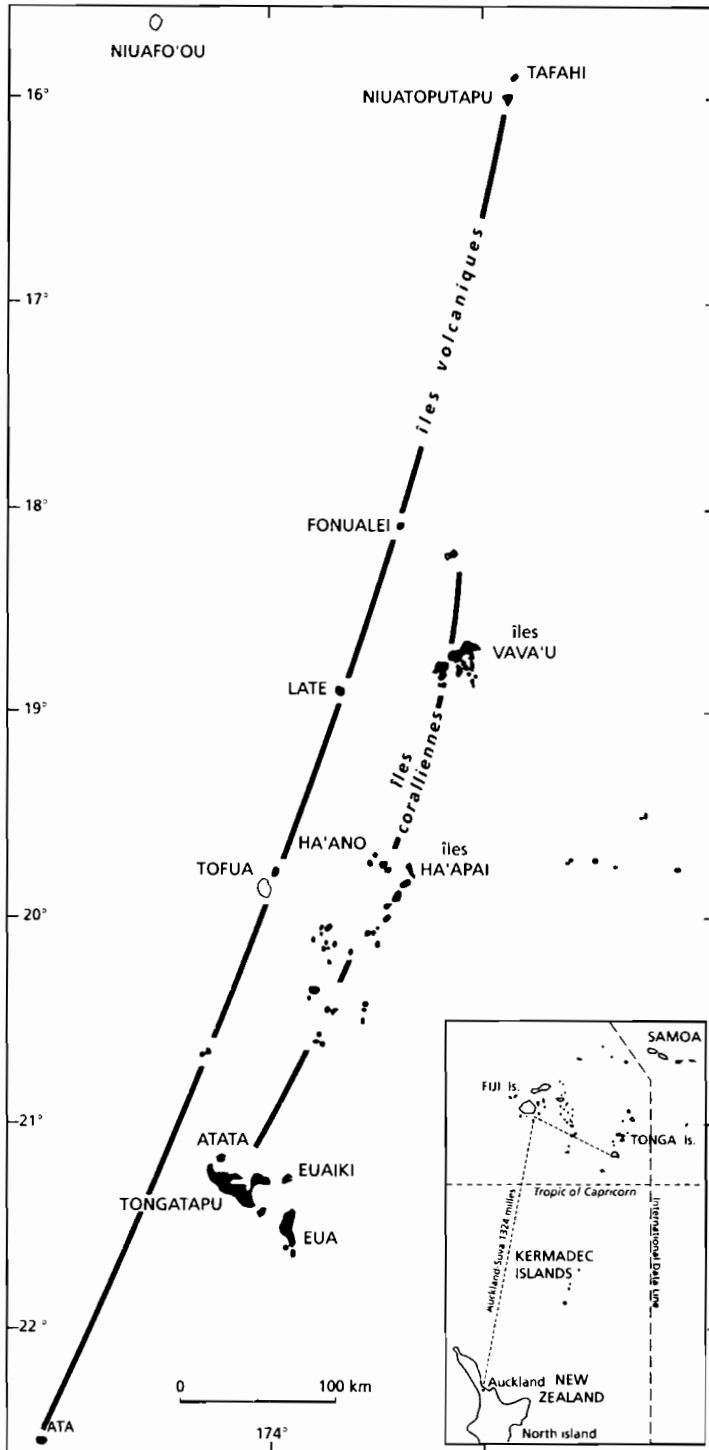 NIUAFO'OU
TAFAHI
NIUATOPUTAPU
16°
17°
îles volcaniques
18°
FONUALEI
îles
VAVA'U
LATE
19°
îles
coralliennes
HA'ANO
îles
HA'APAI
TOFUA
20°
21°
ATATA
EUAIKI
TONGATAPU
EUA
22°
0 100 km
ATA
174°
SAMOA
FIJI Is.
TONGA Is.
Tropic of Capricorn
Auckland-Suva 1324 milles
International Date Line
KERMADEC
ISLANDS
Auckland NEW
ZEALAND
North Island